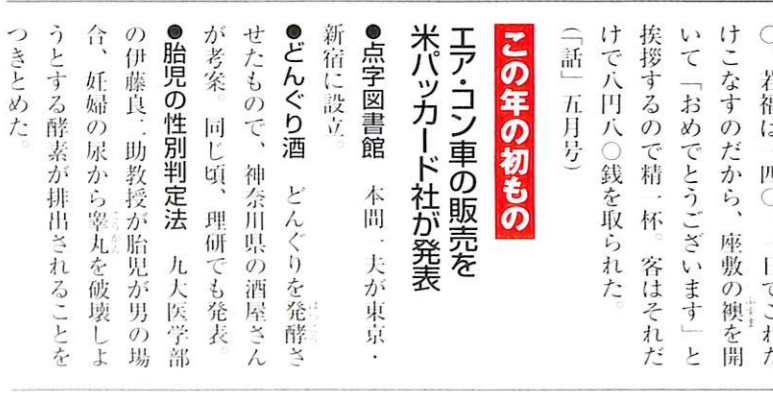 〇 若福は一四〇 一日でこれだ
けこなすのだから、座敷の襖を開
いて「おめでとうございます」と
挨拶するので精一杯。客はそれだ
けで八円八〇銭を取られた。
(「話」五月号)
この年の初もの
エア・コン車の販売を
米パッカード社が発表
●点字図書館 本間一夫が東京・
新宿に設立。
●どんぐり酒 どんぐりを発酵さ
せたもので、神奈川県の酒屋さん
が考案。同じ頃、理研でも発表。
●胎児の性別判定法 九大医学部
の伊藤良二助教授が胎児が男の場
合、妊婦の尿から睾丸を破壊しよ
うとする酵素が排出されることを
つきとめた。